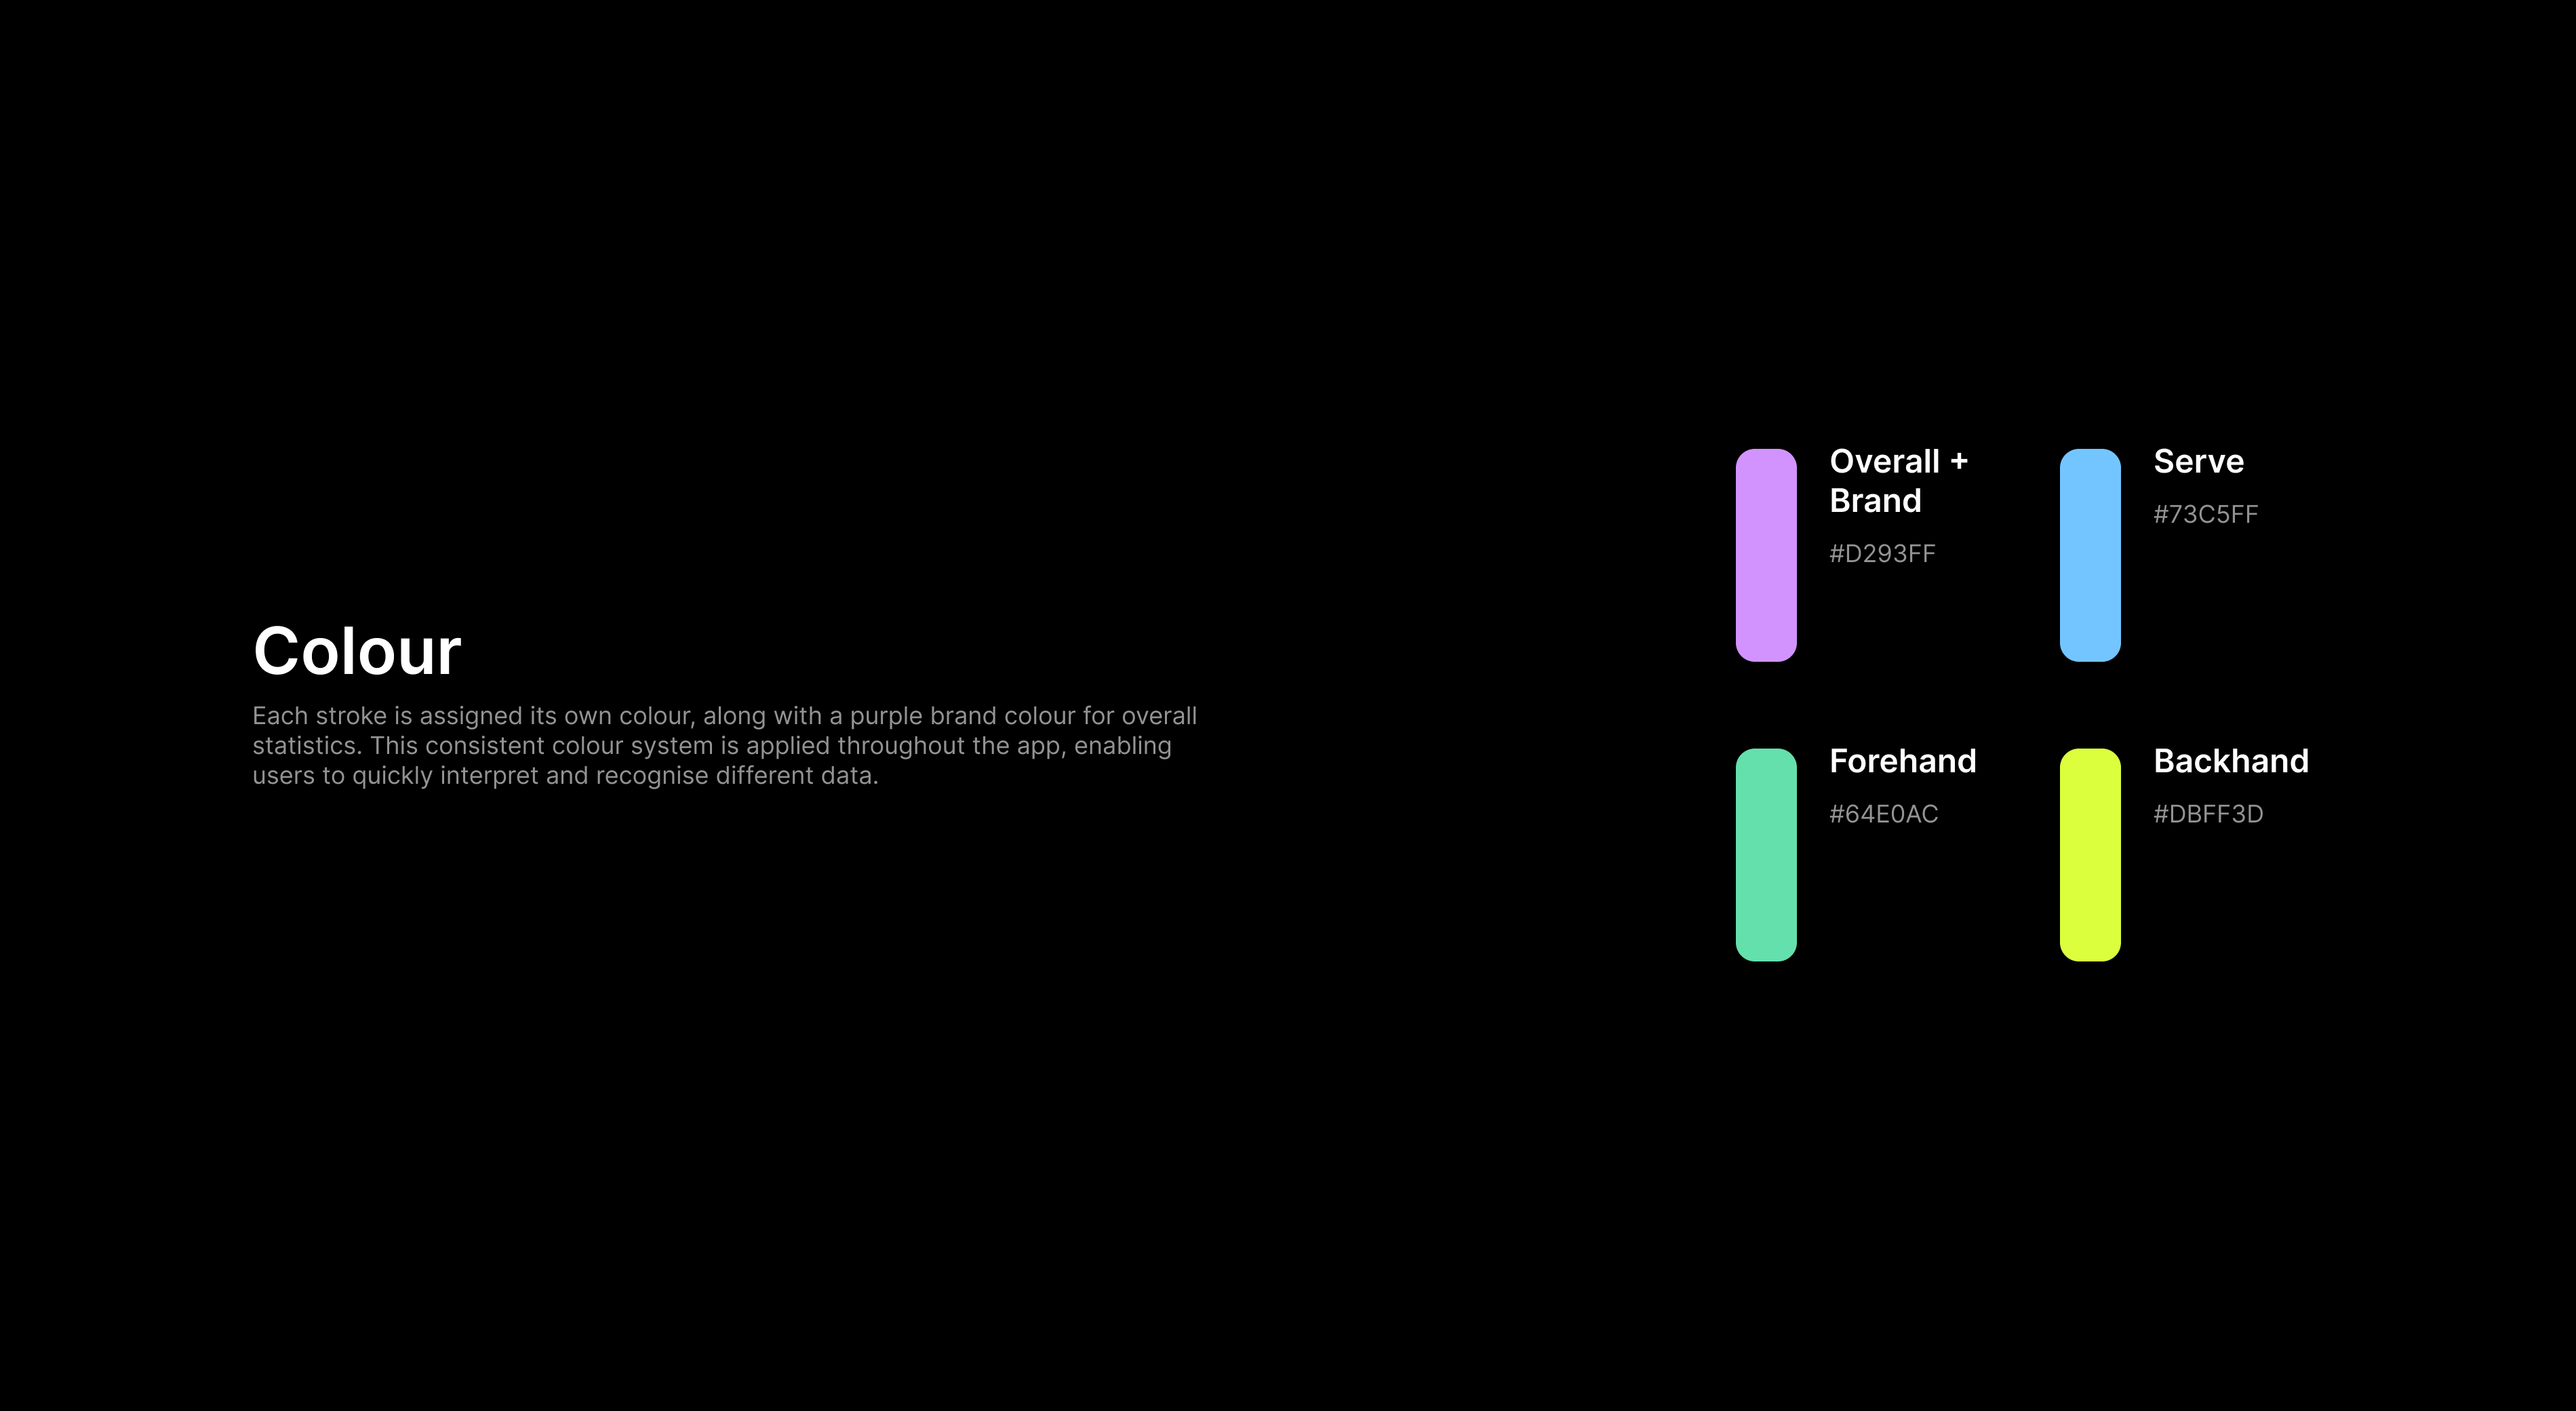 Colour
Each stroke is assigned its own colour, along with a purple brand colour for overall
statistics. This consistent colour system is applied throughout the app, enabling
users to quickly interpret and recognise different data.
Overall +
Brand
#D293FF
Serve
#73C5FF
Forehand
#64E0AC
Backhand
#DBFF3D